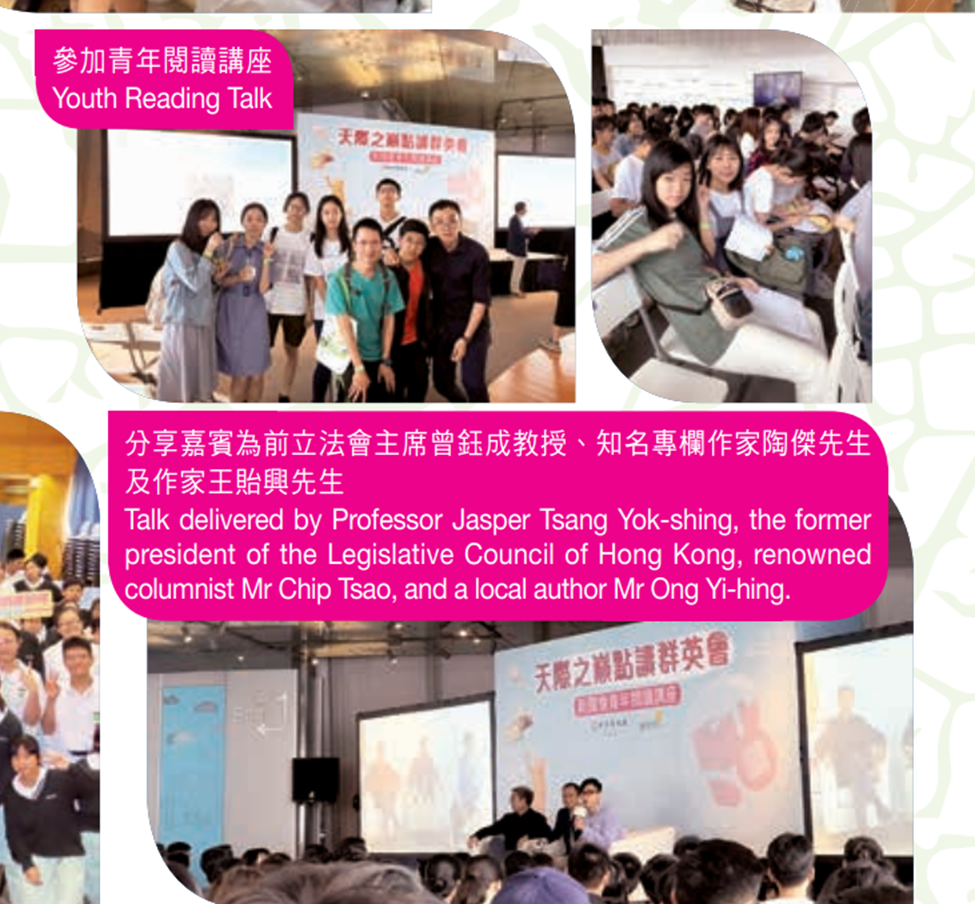 參加青年閱讀講座
Youth Reading Talk
天際之巔點讀群英會
分享嘉賓為前立法會主席曾鈺成教授、知名專欄作家陶傑先生
及作家王貽興先生
Talk delivered by Professor Jasper Tsang Yok-shing, the former
president of the Legislative Council of Hong Kong, renowned
columnist Mr Chip Tsao, and a local author Mr Ong Yi-hing.
天際之巔點讀群英會